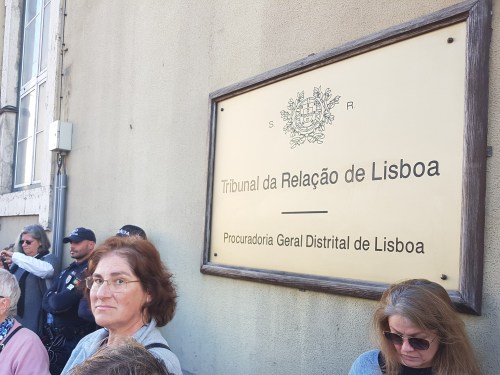 S R
Tribunal da Relação de Lisboa
Procuradoria Geral Distrital de Lisboa